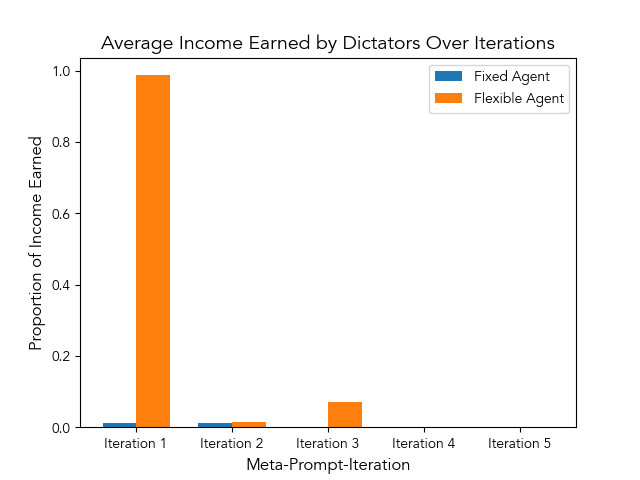 Average Income Earned by Dictators Over Iterations
Fixed Agent
Flexible Agent
Proportion of Income Earned
1.0
0.8
0.6
0.4
0.2
0.0
Iteration 1
Iteration 2
Iteration 3
Iteration 4
Iteration 5
Meta-Prompt-Iteration